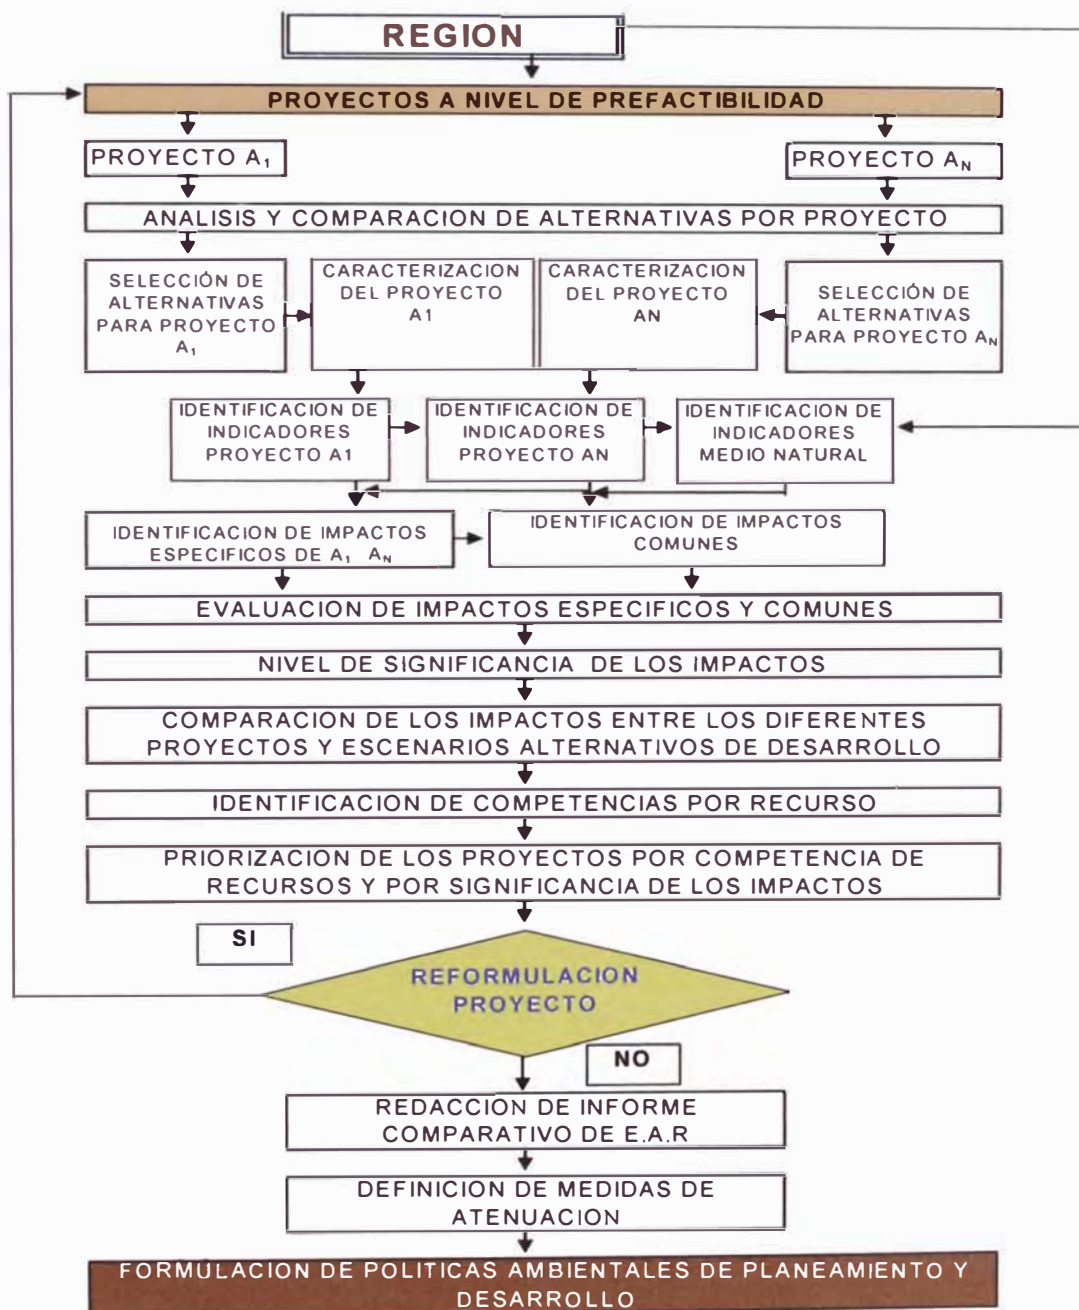 REGION
PROYECTOS A NIVEL DE PREFACTIBILIDAD
PROYECTO A₁
PROYECTO Aₙ
ANALISIS Y COMPARACION DE ALTERNATIVAS POR PROYECTO
SELECCIÓN DE
ALTERNATIVAS
PARA PROYECTO
A₁
CARACTERIZACION
DEL PROYECTO
A1
CARACTERIZACION
DEL PROYECTO
AN
SELECCIÓN DE
ALTERNATIVAS
PARA PROYECTO Aₙ
IDENTIFICACION DE
INDICADORES
PROYECTO A1
IDENTIFICACION DE
INDICADORES
PROYECTO AN
IDENTIFICACION DE
INDICADORES
MEDIO NATURAL
IDENTIFICACION DE IMPACTOS
ESPECIFICOS DE A₁ Aₙ
IDENTIFICACION DE IMPACTOS
COMUNES
EVALUACION DE IMPACTOS ESPECIFICOS Y COMUNES
NIVEL DE SIGNIFICANCIA DE LOS IMPACTOS
COMPARACION DE LOS IMPACTOS ENTRE LOS DIFERENTES
PROYECTOS Y ESCENARIOS ALTERNATIVOS DE DESARROLLO
IDENTIFICACION DE COMPETENCIAS POR RECURSO
PRIORIZACION DE LOS PROYECTOS POR COMPETENCIA DE
RECURSOS Y POR SIGNIFICANCIA DE LOS IMPACTOS
SI
REFORMULACION
PROYECTO
NO
REDACCION DE INFORME
COMPARATIVO DE E.A.R
DEFINICION DE MEDIDAS DE
ATENUACION
FORMULACION DE POLITICAS AMBIENTALES DE PLANEAMIENTO Y
DESARROLLO